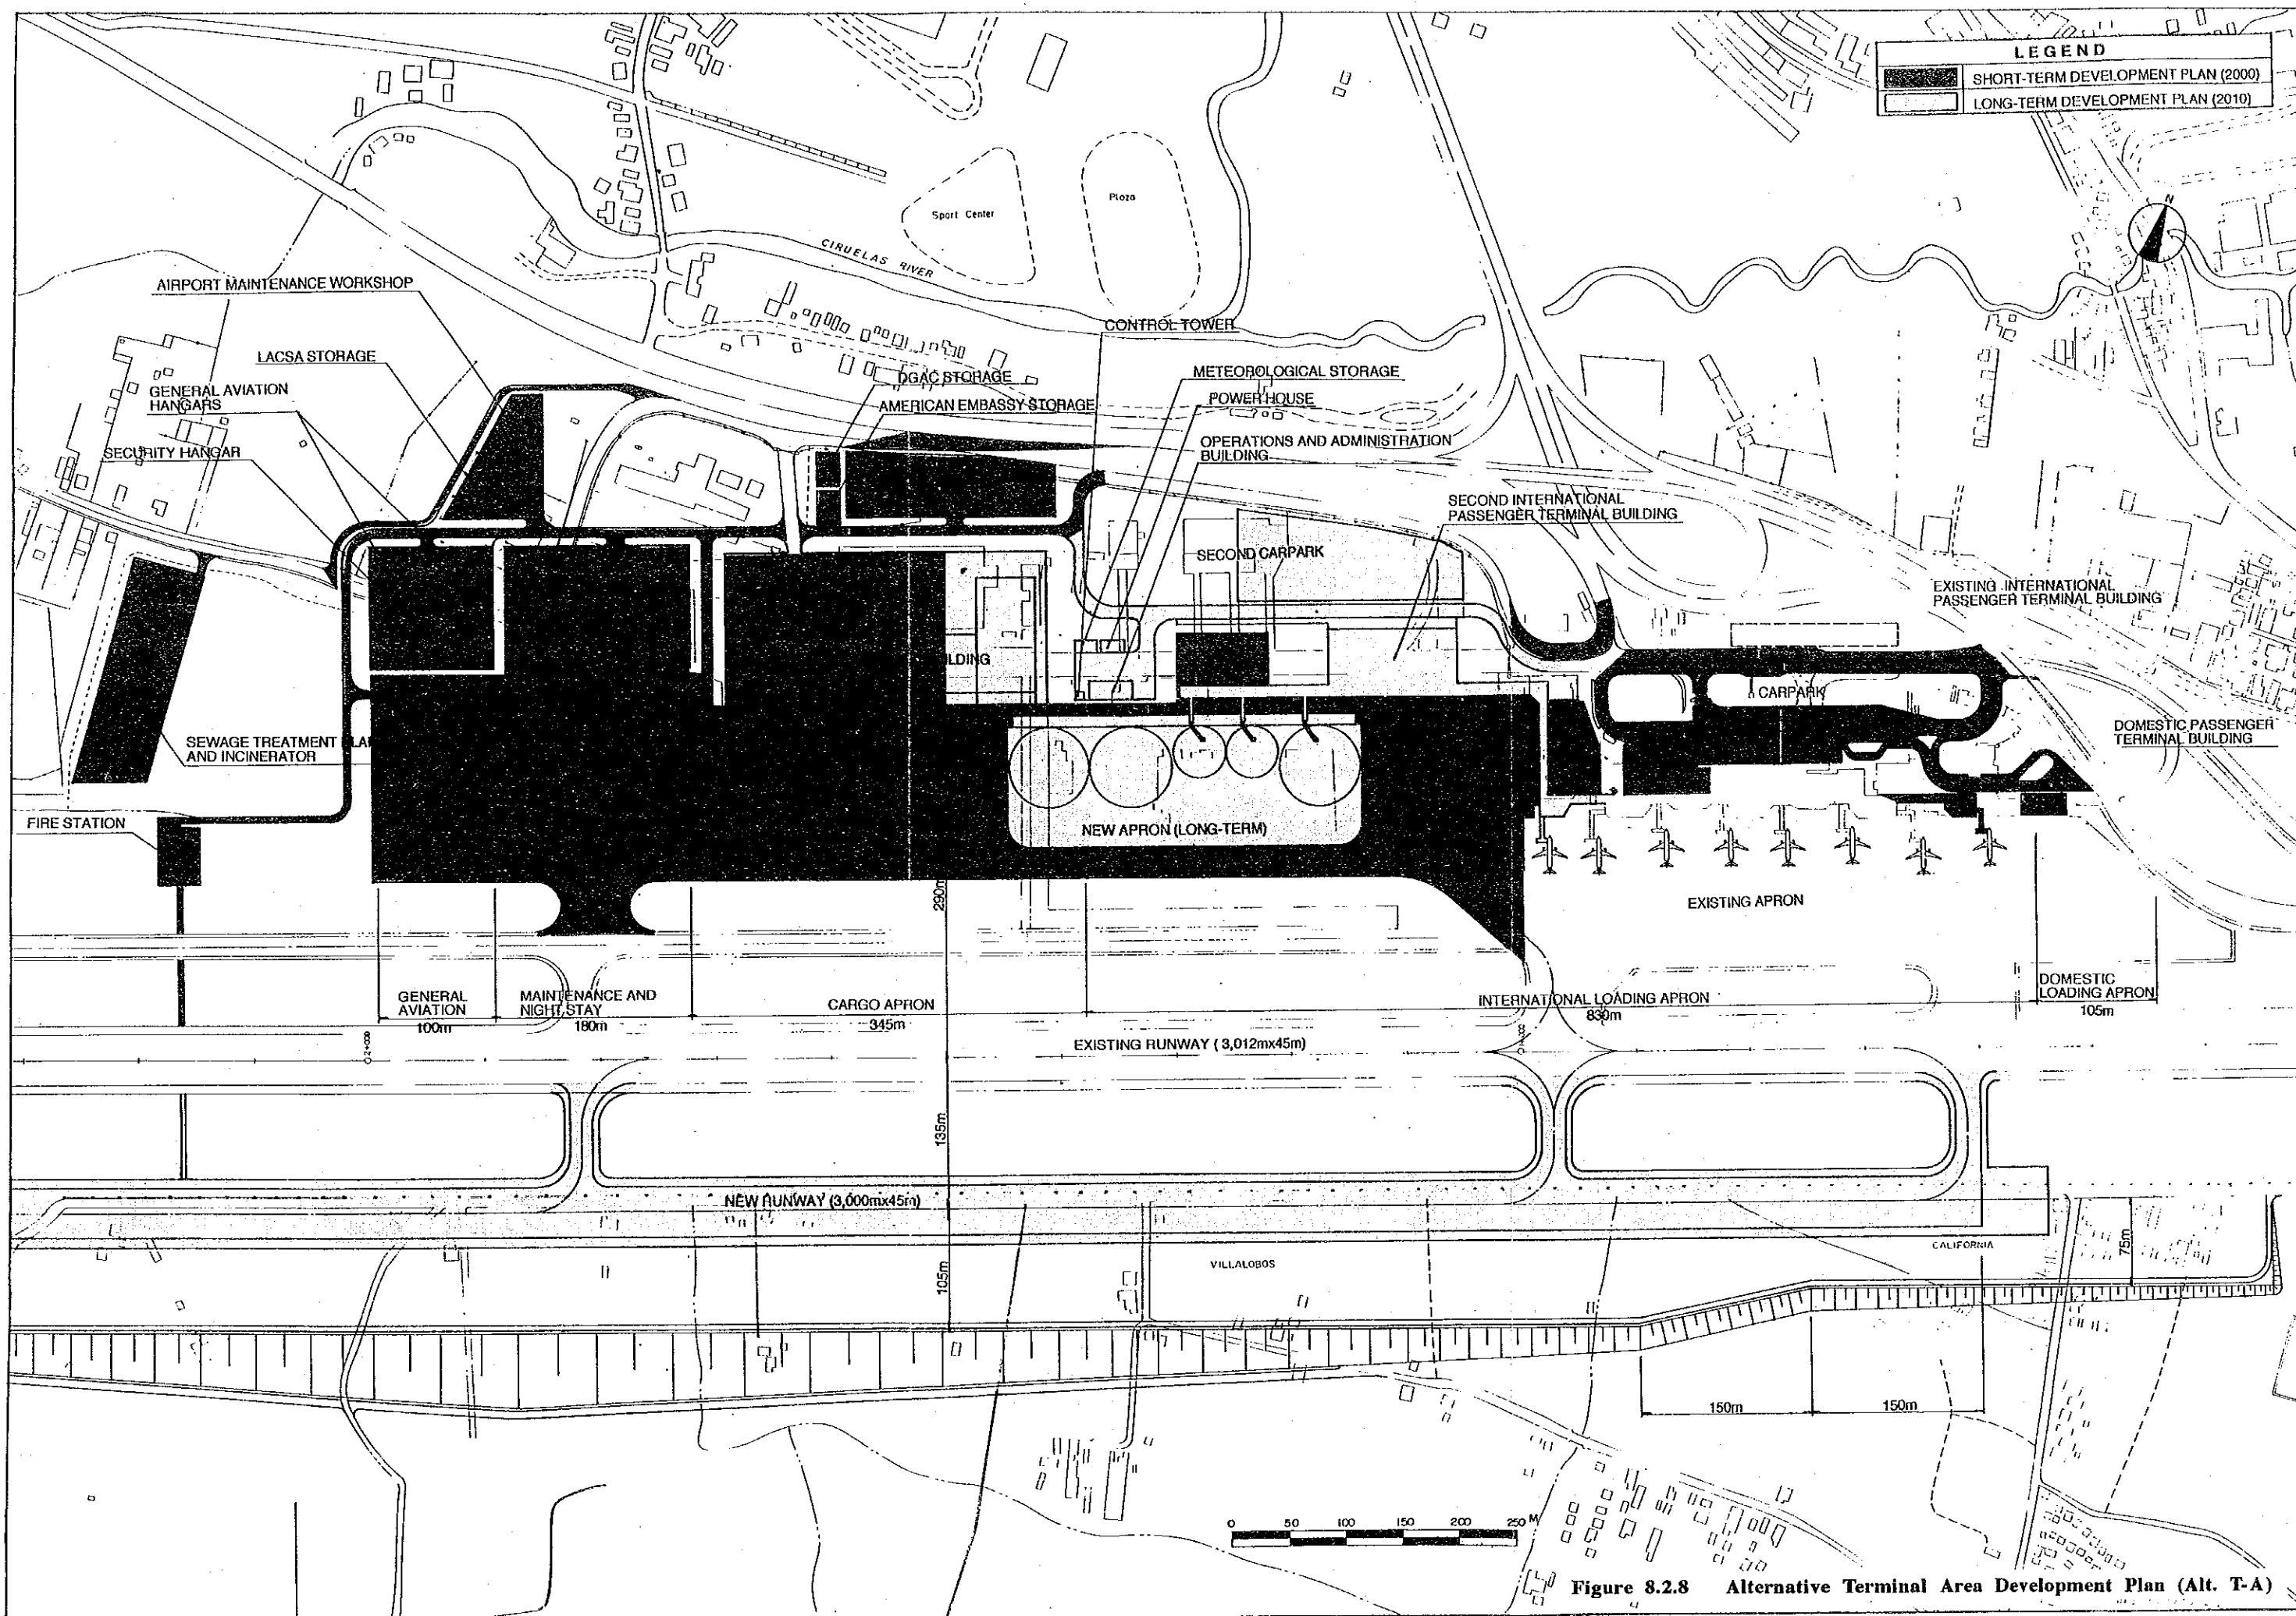 LEGEND
SHORT-TERM DEVELOPMENT PLAN (2000)
LONG-TERM DEVELOPMENT PLAN (2010)
N
Sport Center
Plaza
CIRUELAS RIVER
AIRPORT MAINTENANCE WORKSHOP
CONTROL TOWER
LACSA STORAGE
DGAC STORAGE
METEOROLOGICAL STORAGE
GENERAL AVIATION
HANGARS
AMERICAN EMBASSY STORAGE
POWER HOUSE
SECURITY HANGAR
OPERATIONS AND ADMINISTRATION
BUILDING
SECOND INTERNATIONAL
PASSENGER TERMINAL BUILDING
SECOND CARPARK
EXISTING INTERNATIONAL
PASSENGER TERMINAL BUILDING
LDING
CARPARK
DOMESTIC PASSENGER
TERMINAL BUILDING
SEWAGE TREATMENT PLA
AND INCINERATOR
FIRE STATION
NEW APRON (LONG-TERM)
290m
EXISTING APRON
GENERAL
AVIATION
100m
MAINTENANCE AND
NIGHT STAY
180m
CARGO APRON
345m
INTERNATIONAL LOADING APRON
830m
DOMESTIC
LOADING APRON
105m
2+000
EXISTING RUNWAY ( 3,012mx45m)
135m
NEW RUNWAY (3,000mx45m)
105m
VILLALOBOS
CALIFORNIA
75m
150m
150m
0 50 100 150 200 250 M
Figure 8.2.8 Alternative Terminal Area Development Plan (Alt. T-A)